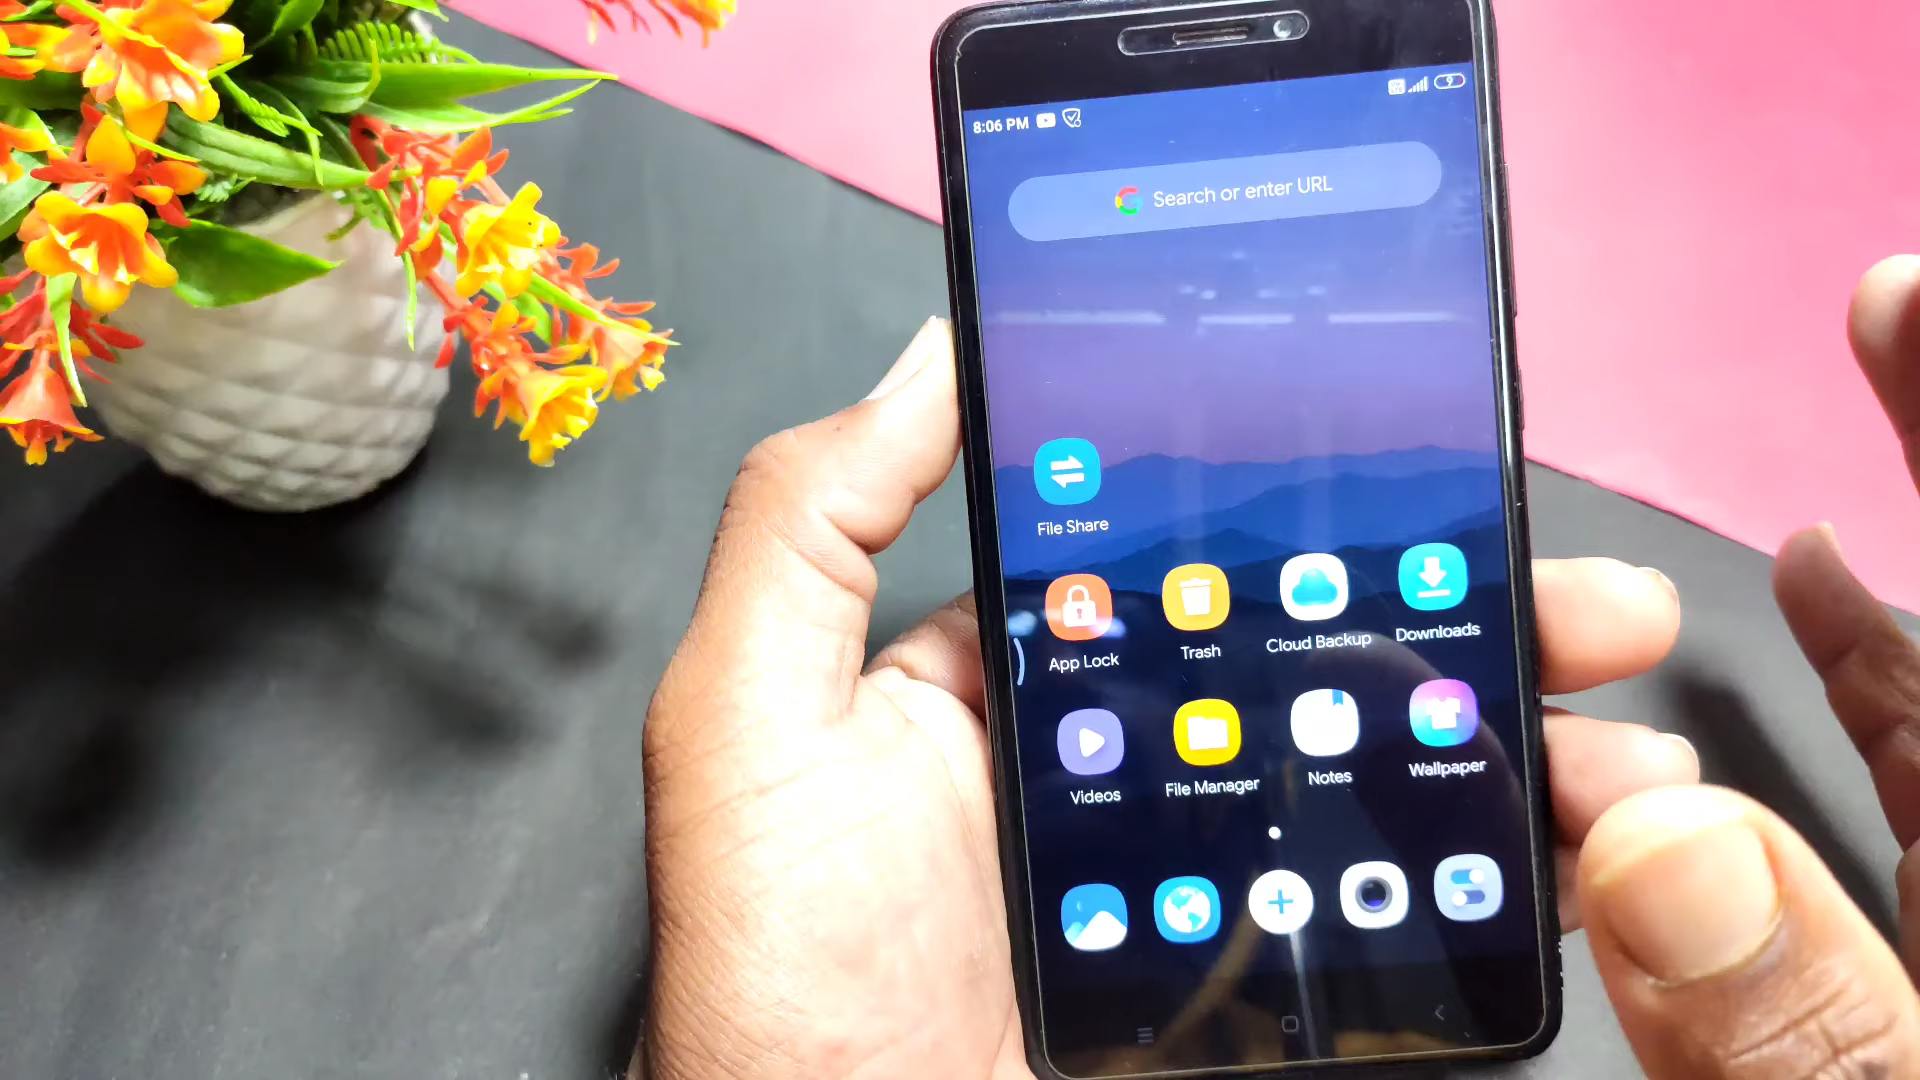 8:06 PM
9
Search or enter URL
File Share
App Lock
Trash
Cloud Backup
Downloads
Videos
File Manager
Notes
Wallpaper